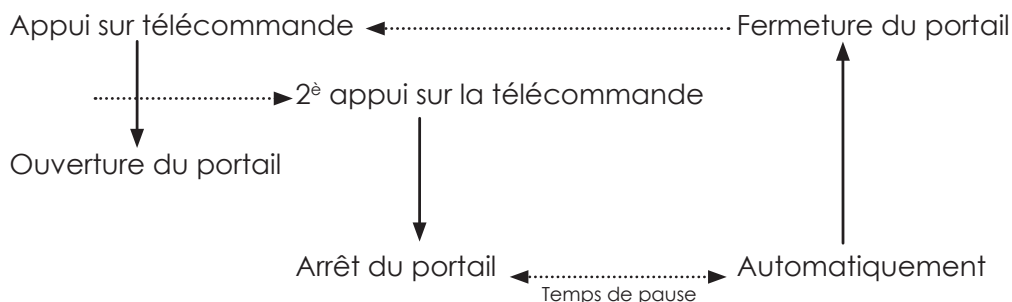 Appui sur télécommande
Fermeture du portail
2è appui sur la télécommande
Ouverture du portail
Arrêt du portail
Automatiquement
Temps de pause